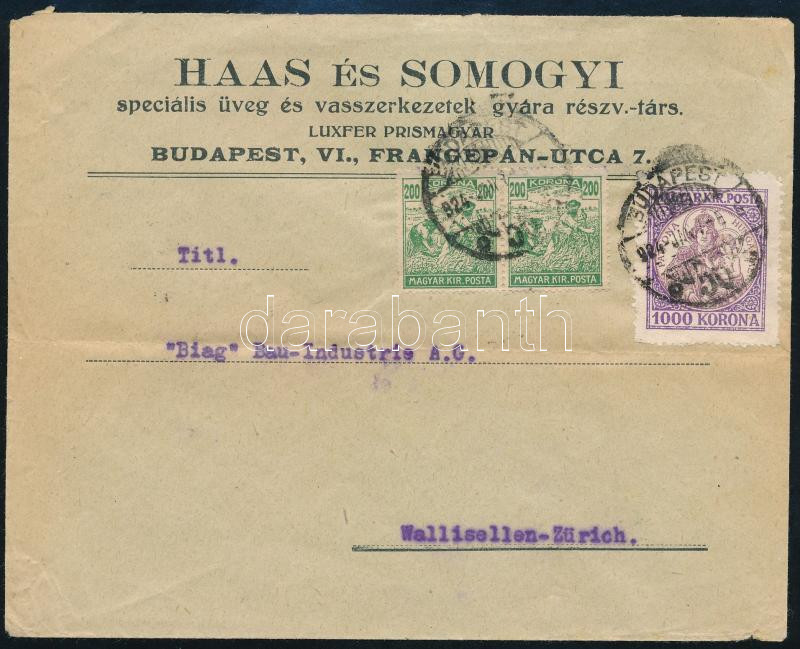 HAAS ÉS SOMOGYI
speciális üveg és vasszerkezetek gyára részv.-társ.
LUXFER PRISMAGYÁR
BUDAPEST, VI., FRANGEPÁN-UTCA 7.
200 KORONA 200
MAGYAR KIR. POSTA
200 KORONA 200
MAGYAR KIR. POSTA
BUDAPEST
924
MAGYAR KIR. POSTA
1000 KORONA
Titl.
darabanth
"Biag" Bau-Industrie A.G.
Wallisellen-Zürich.